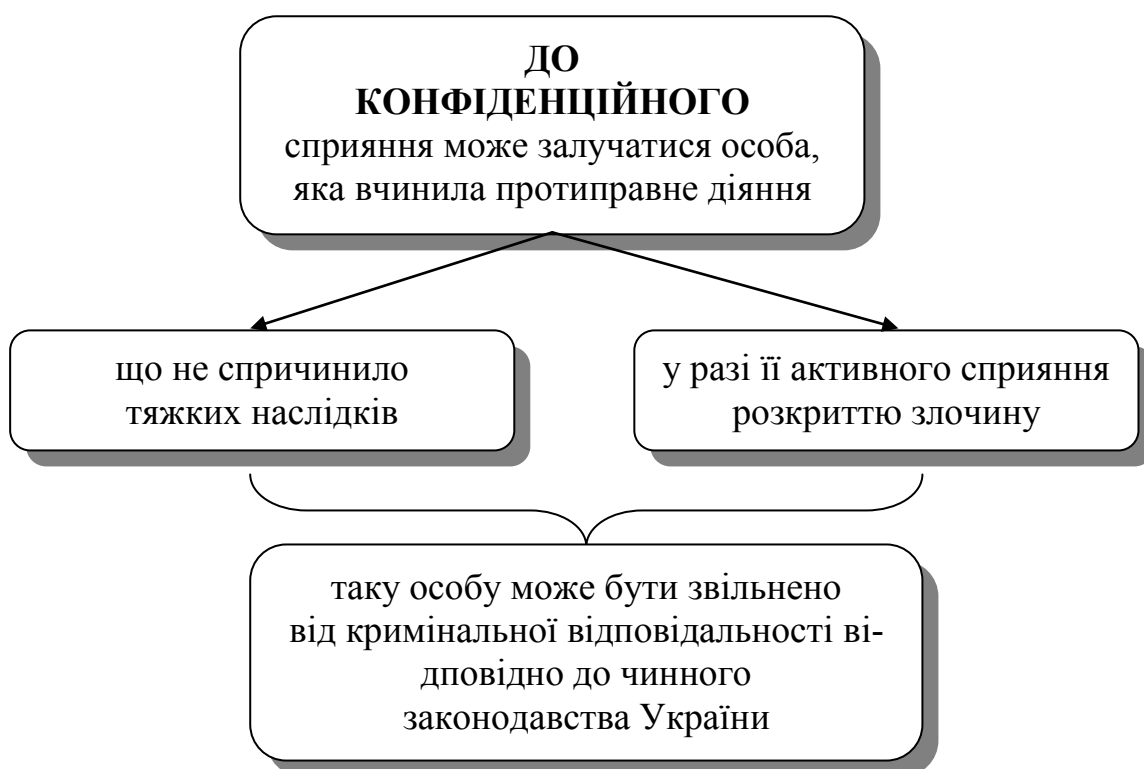 ДО
КОНФІДЕНЦІЙНОГО
сприяння може залучатися особа,
яка вчинила протиправне діяння
що не спричинило
тяжких наслідків
у разі її активного сприяння
розкриттю злочину
таку особу може бути звільнено
від кримінальної відповідальності ві-
дповідно до чинного
законодавства України